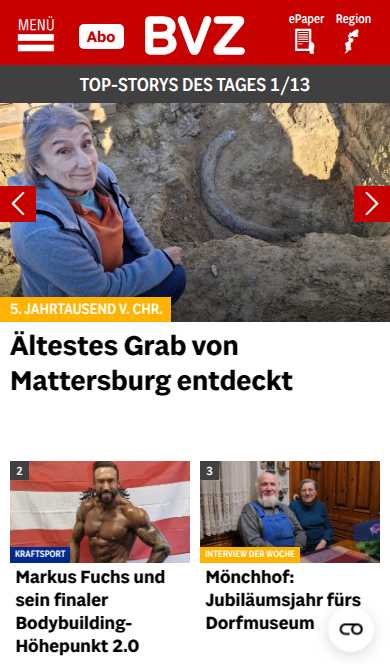 MENÜ
Abo
BVZ
ePaper
Region
TOP-STORYS DES TAGES 1/13
5. JAHRTAUSEND V. CHR.
Ältestes Grab von
Mattersburg entdeckt
2
KRAFTSPORT
Markus Fuchs und
sein finaler
Bodybuilding-
Höhepunkt 2.0
3
INTERVIEW DER WOCHE
Mönchhof:
Jubiläumsjahr fürs
Dorfmuseum